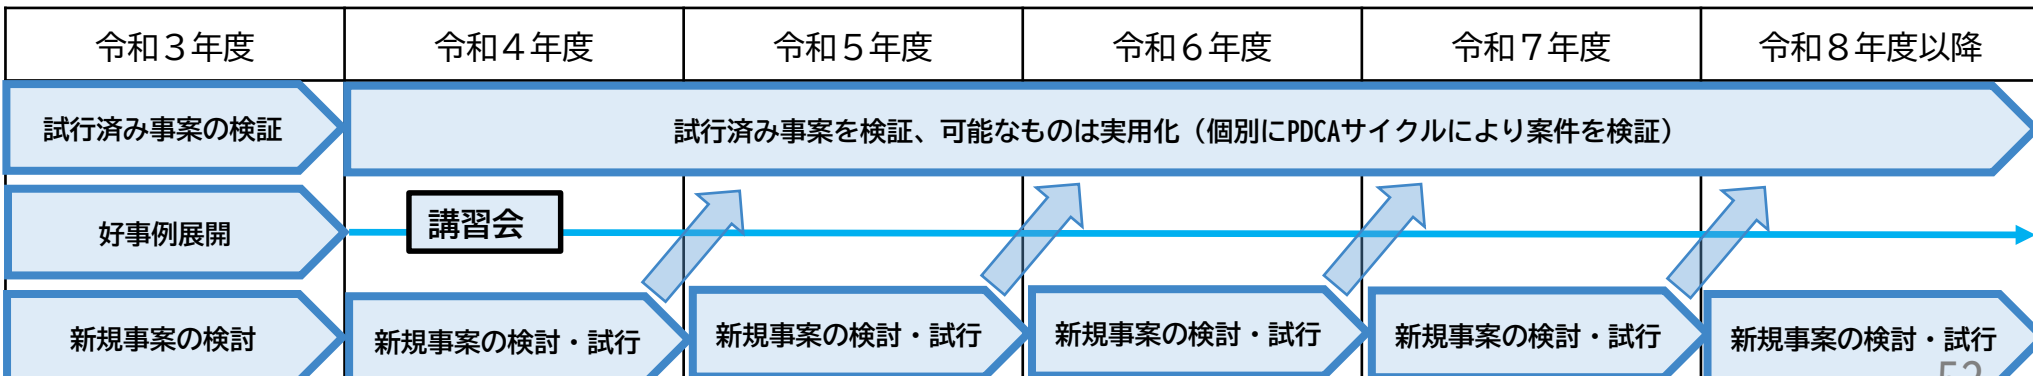 令和３年度
令和４年度
令和５年度
令和６年度
令和７年度
令和８年度以降
試行済み事案の検証
試行済み事案を検証、可能なものは実用化（個別にPDCAサイクルにより案件を検証）
好事例展開
講習会
新規事案の検討
新規事案の検討・試行
新規事案の検討・試行
新規事案の検討・試行
新規事案の検討・試行
新規事案の検討・試行